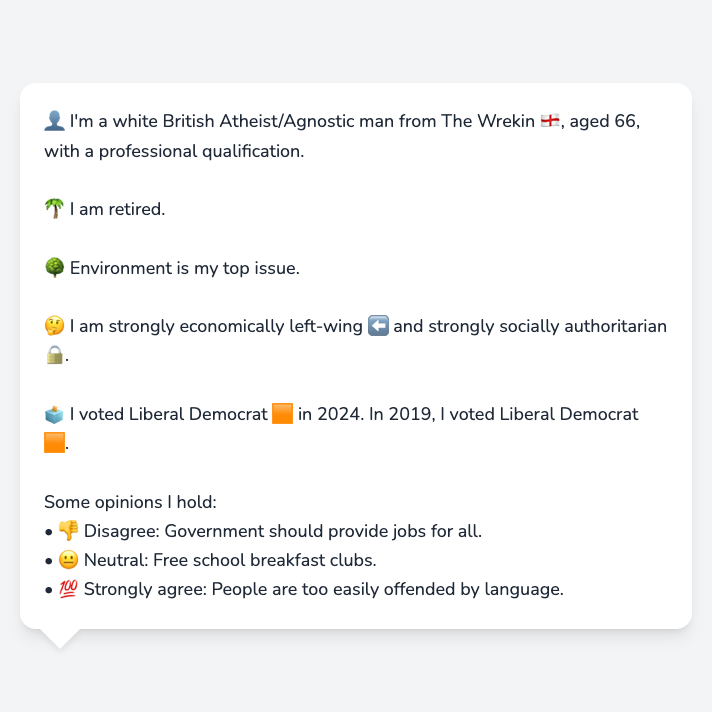 👤 I'm a white British Atheist/Agnostic man from The Wrekin 🏴󠁧󠁢󠁥󠁮󠁧󠁿, aged 66,
with a professional qualification.
🌴 I am retired.
🌳 Environment is my top issue.
🤔 I am strongly economically left-wing ⬅️ and strongly socially authoritarian
🔒.
🗳️ I voted Liberal Democrat 🟧 in 2024. In 2019, I voted Liberal Democrat
🟧.
Some opinions I hold:
• 👎 Disagree: Government should provide jobs for all.
• 😐 Neutral: Free school breakfast clubs.
• 💯 Strongly agree: People are too easily offended by language.